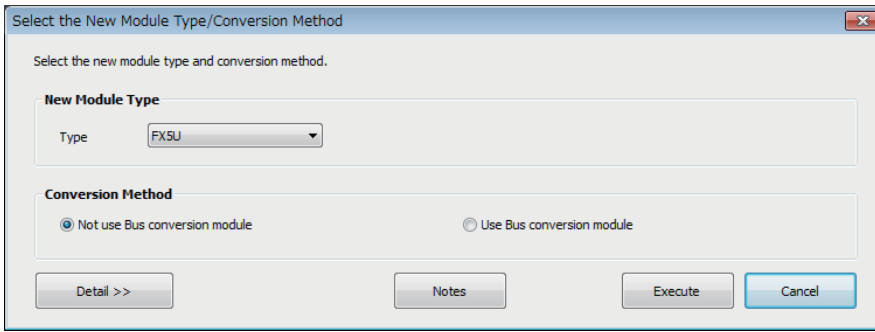 Select the New Module Type/Conversion Method
Select the new module type and conversion method.
New Module Type
Type FX5U
Conversion Method
Not use Bus conversion module Use Bus conversion module
Detail >> Notes Execute Cancel